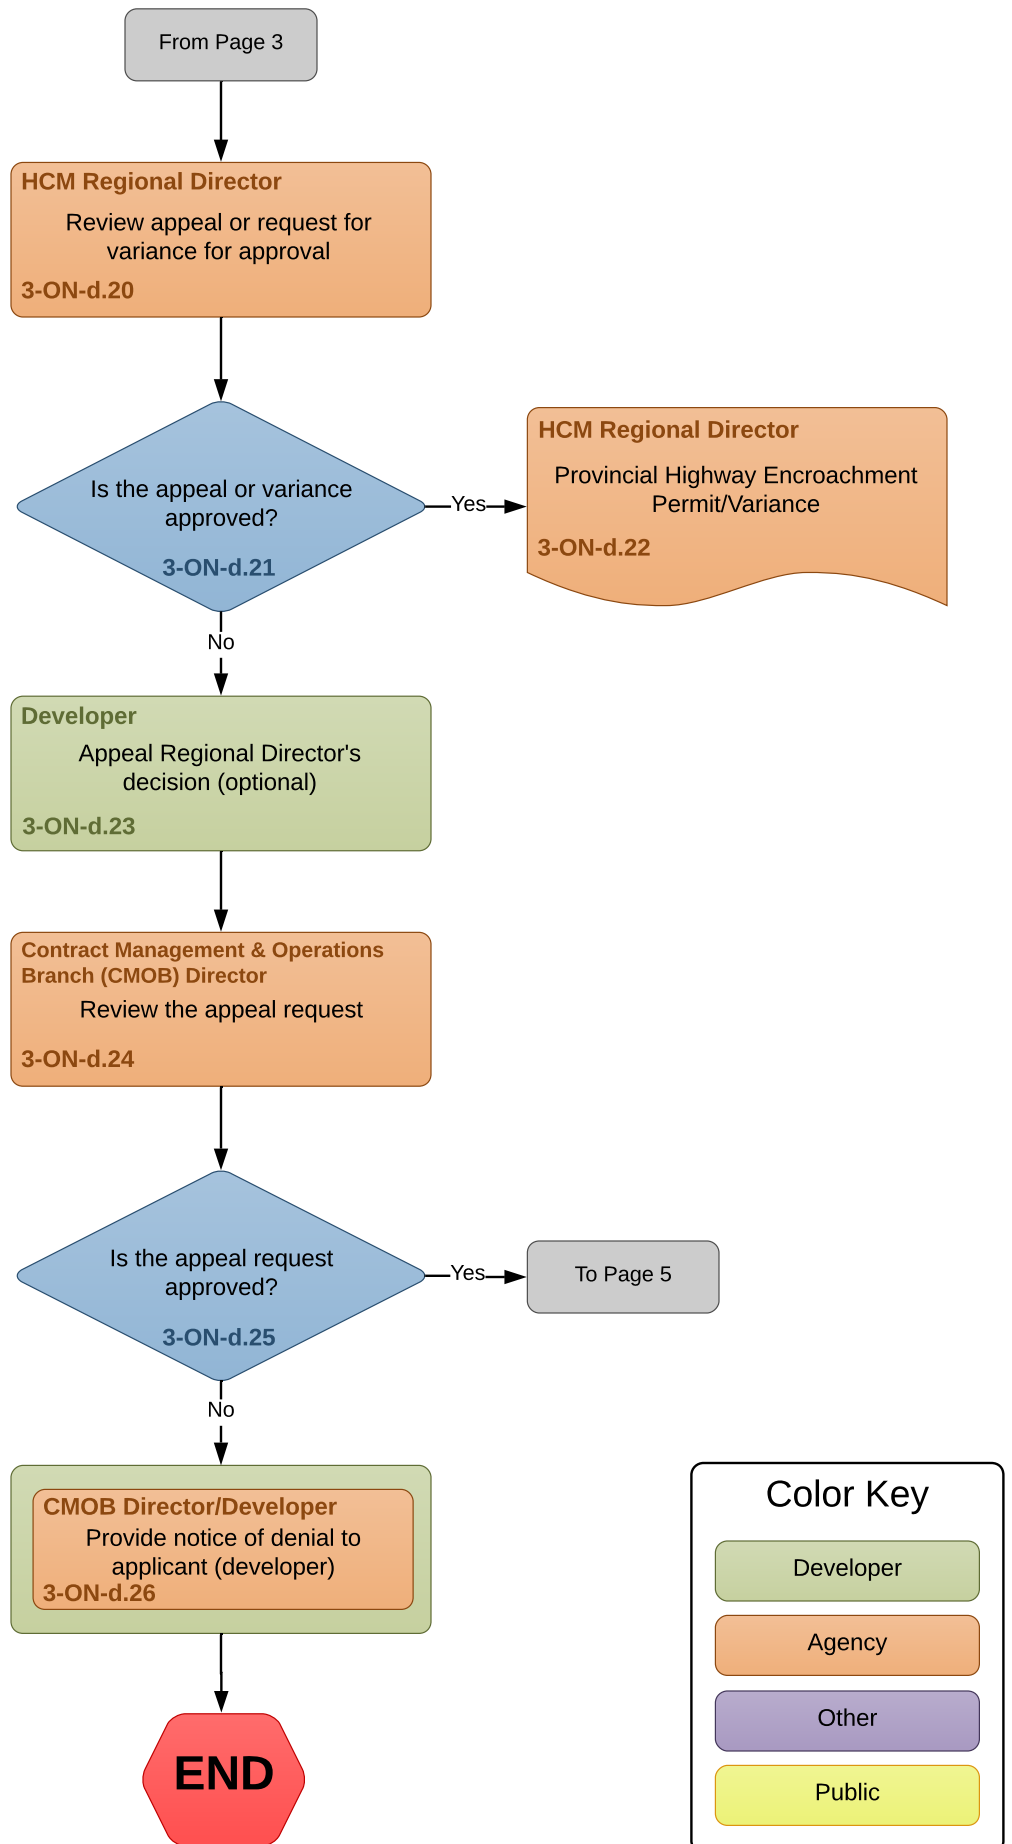 From Page 3
HCM Regional Director
Review appeal or request for
variance for approval
3-ON-d.20
Is the appeal or variance
approved?
3-ON-d.21
Yes
HCM Regional Director
Provincial Highway Encroachment
Permit/Variance
3-ON-d.22
No
Developer
Appeal Regional Director's
decision (optional)
3-ON-d.23
Contract Management & Operations
Branch (CMOB) Director
Review the appeal request
3-ON-d.24
Is the appeal request
approved?
3-ON-d.25
Yes
To Page 5
No
CMOB Director/Developer
Provide notice of denial to
applicant (developer)
3-ON-d.26
END
Color Key
Developer
Agency
Other
Public